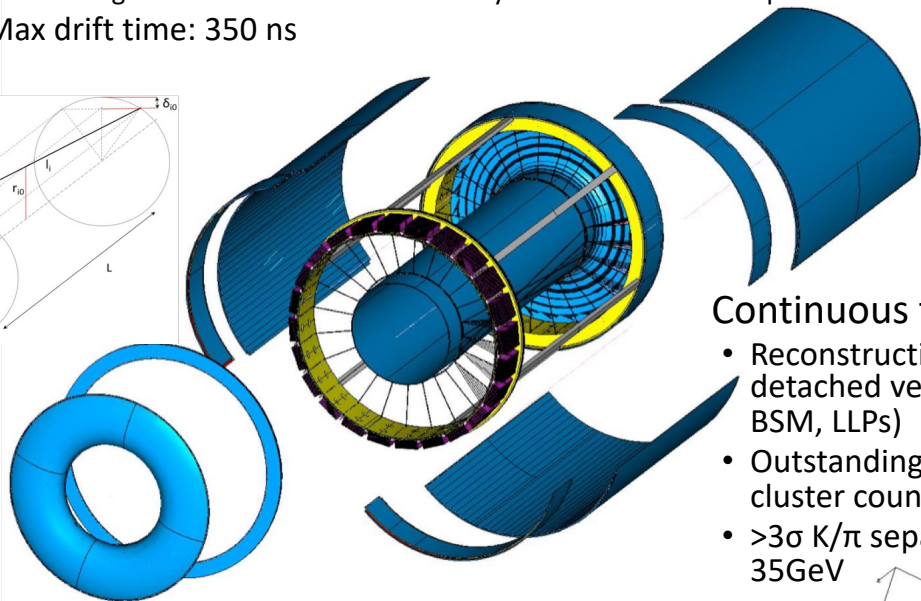 Max drift time: 350 ns
δi0
li
ri0
L
Continuous
• Reconstructi
detached ve
BSM, LLPs)
• Outstanding
cluster coun
• >3σ K/π sepa
35GeV